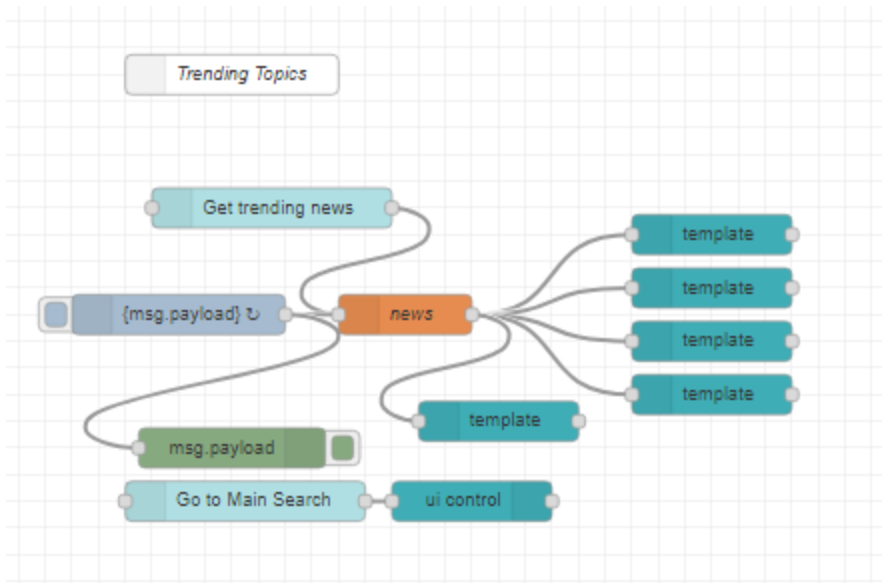 Trending Topics
Get trending news
template
template
{msg.payload} ↻
news
template
template
template
msg.payload
Go to Main Search
ui control